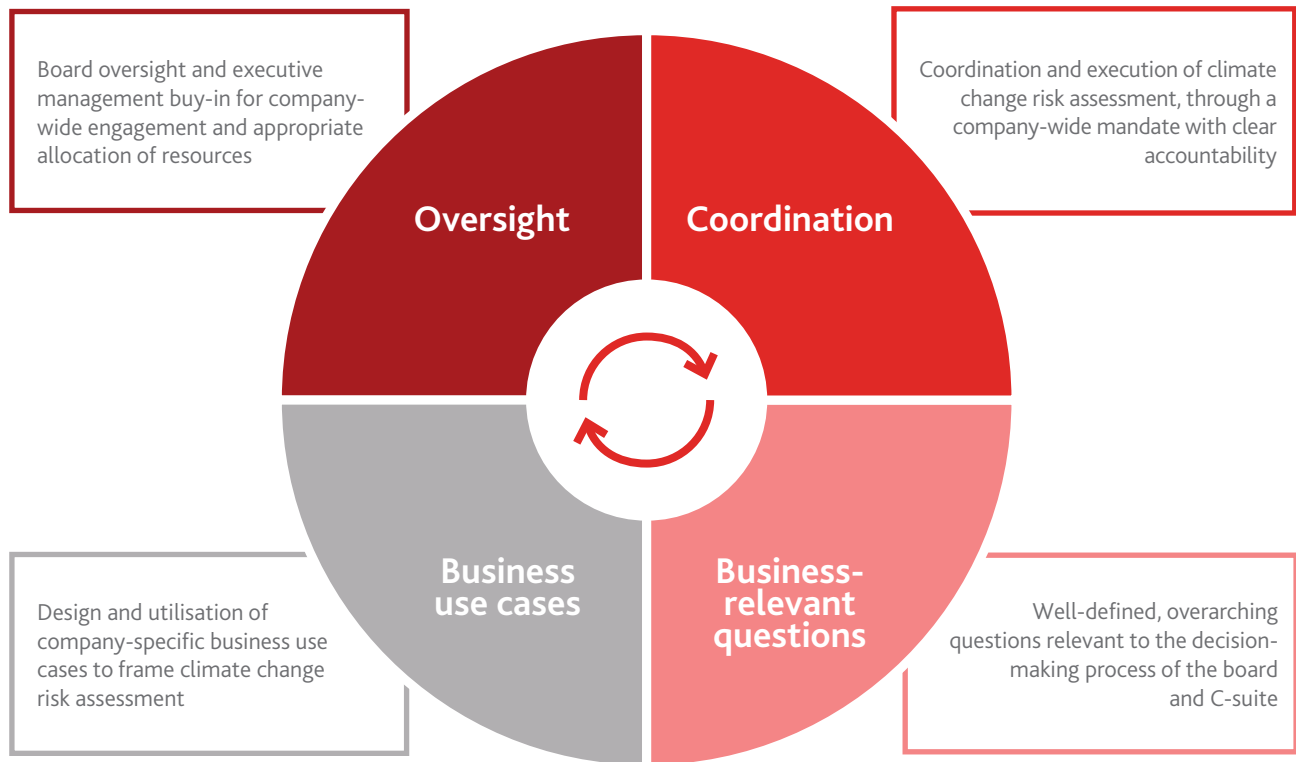 Board oversight and executive
management buy-in for company-
wide engagement and appropriate
allocation of resources
Coordination and execution of climate
change risk assessment, through a
company-wide mandate with clear
accountability
Oversight
Coordination
Business
use cases
Business-
relevant
questions
Design and utilisation of
company-specific business use
cases to frame climate change
risk assessment
Well-defined, overarching
questions relevant to the decision-
making process of the board
and C-suite